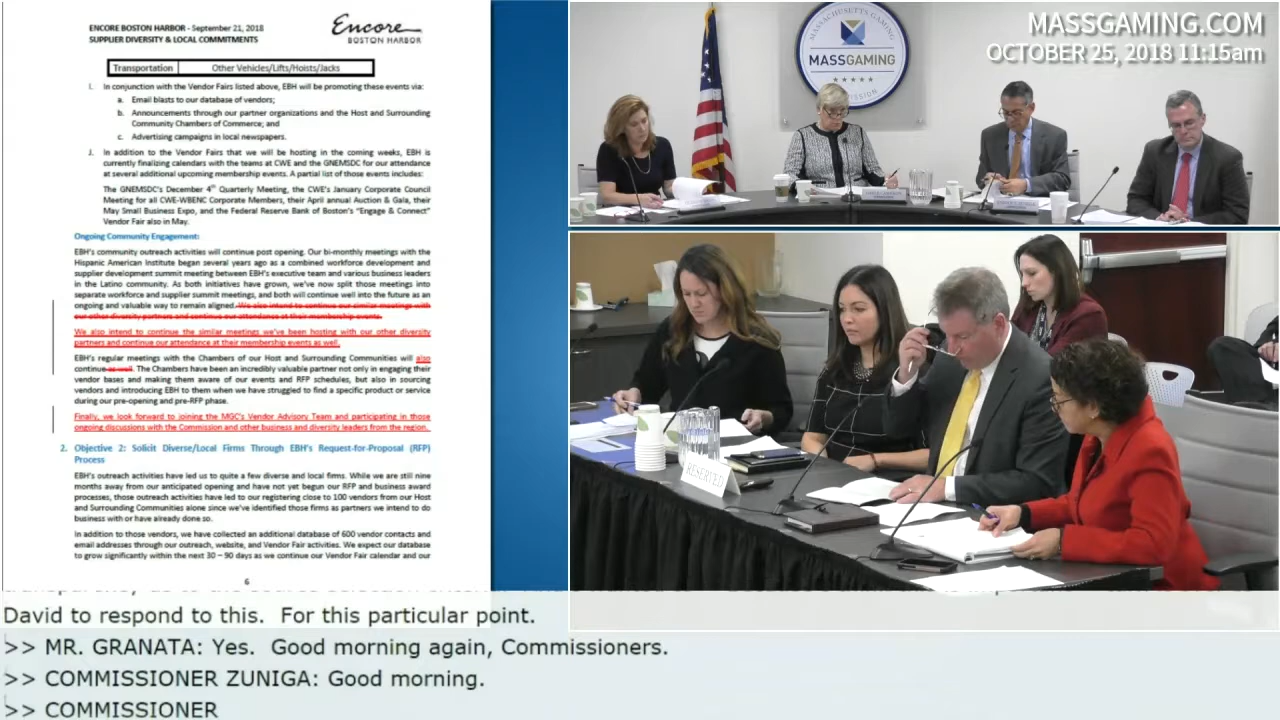 ENCORE BOSTON HARBOR - September 21, 2018
SUPPLIER DIVERSITY & LOCAL COMMITMENTS
Encore
BOSTON HARBOR
Transportation Other Vehicles/Lifts/Hoists/Jacks
I. In conjunction with the Vendor Fairs listed above, EBH will be promoting these events via:
a. Email blasts to our database of vendors;
b. Announcements through our partner organizations and the Host and Surrounding
Community Chambers of Commerce; and
c. Advertising campaigns in local newspapers.
J. In addition to the Vendor Fairs that we will be hosting in the coming weeks, EBH is
currently finalizing calendars with the teams at CWE and the GNEMSDC for our attendance
at several additional upcoming membership events. A partial list of those events includes:
The GNEMSDC's December 4th Quarterly Meeting, the CWE's January Corporate Council
Meeting for all CWE-WBENC Corporate Members, their April annual Auction & Gala, their
May Small Business Expo, and the Federal Reserve Bank of Boston's "Engage & Connect"
Vendor Fair also in May.
Ongoing Community Engagement:
EBH's community outreach activities will continue post opening. Our bi-monthly meetings with the
Hispanic American Institute began several years ago as a combined workforce development and
supplier development summit meeting between EBH's executive team and various business leaders
in the Latino community. As both initiatives have grown, we've now split those meetings into
separate workforce and supplier summit meetings, and both will continue well into the future as an
ongoing and valuable way to remain aligned. We also intend to continue our similar meetings with
our other diversity partners and continue our attendance at their membership events.
We also intend to continue the similar meetings we've been hosting with our other diversity
partners and continue our attendance at their membership events as well.
EBH's regular meetings with the Chambers of our Host and Surrounding Communities will also
continue as well. The Chambers have been an incredibly valuable partner not only in engaging their
vendor bases and making them aware of our events and RFP schedules, but also in sourcing
vendors and introducing EBH to them when we have struggled to find a specific product or service
during our pre-opening and pre-RFP phase.
Finally, we look forward to joining the MGC's Vendor Advisory Team and participating in those
ongoing discussions with the Commission and other business and diversity leaders from the region.
2. Objective 2: Solicit Diverse/Local Firms Through EBH's Request-for-Proposal (RFP)
Process
EBH's outreach activities have led us to quite a few diverse and local firms. While we are still nine
months away from our anticipated opening and have not yet begun our RFP and business award
processes, those outreach activities have led to our registering close to 100 vendors from our Host
and Surrounding Communities alone since we've identified those firms as partners we intend to do
business with or have already done so.
In addition to those vendors, we have collected an additional database of 600 vendor contacts and
email addresses through our outreach, website, and Vendor Fair activities. We expect our database
to grow significantly within the next 30 – 90 days as we continue our Vendor Fair calendar and our
6
MASSACHUSETTS GAMING
MASSGAMING
MASSGAMING.COM
OCTOBER 25, 2018 11:15am
RESERVED
David to respond to this. For this particular point.
>> MR. GRANATA: Yes. Good morning again, Commissioners.
>> COMMISSIONER ZUNIGA: Good morning.
>> COMMISSIONER